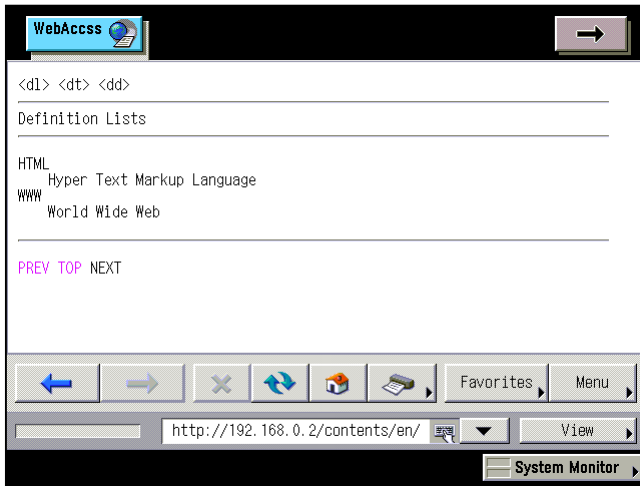 WebAccss
<dl> <dt> <dd>
Definition Lists
HTML
Hyper Text Markup Language
WWW
World Wide Web
PREV TOP NEXT
Favorites Menu
http://192.168.0.2/contents/en/ View
System Monitor